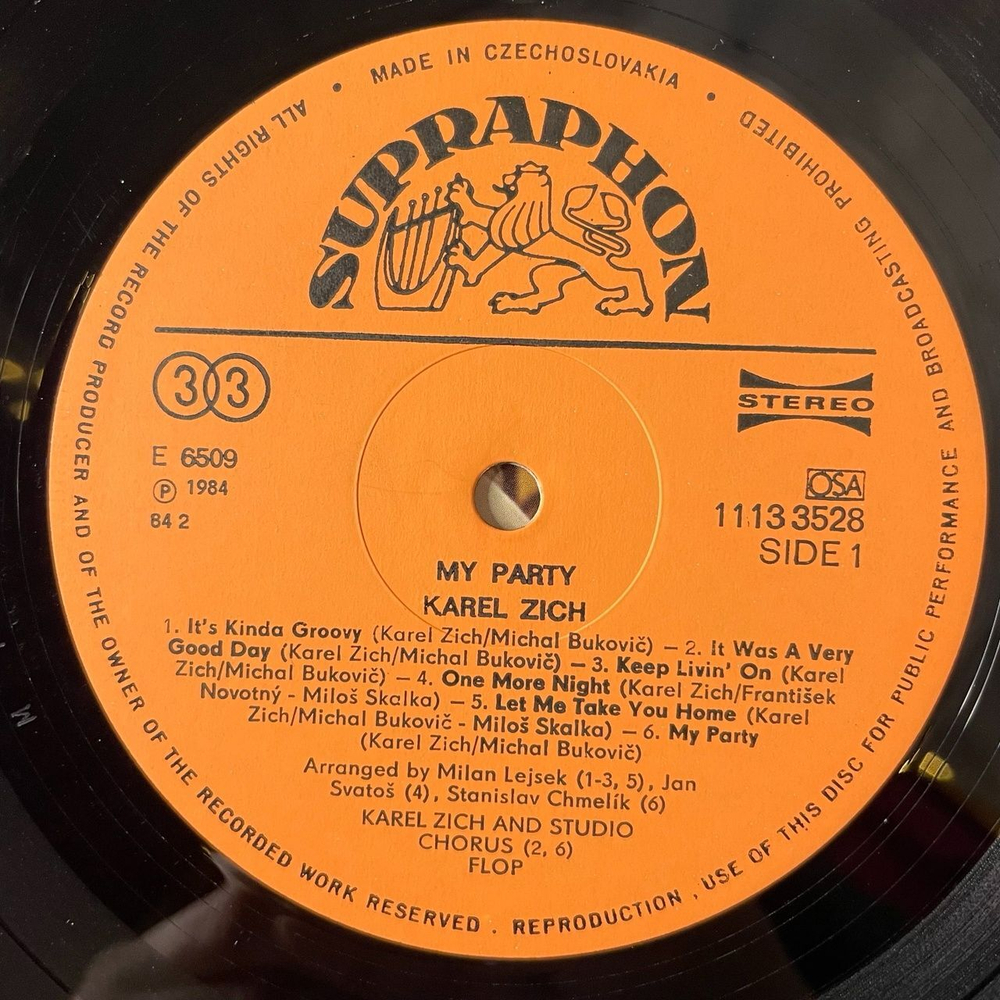 MADE IN CZECHOSLOVAKIA •
ALL RIGHTS OF THE RECORD PRODUCER AND OF THE OWNER OF THE RECORDED WORK RESERVED . REPRODUCTION , USE OF THIS DISC FOR PUBLIC PERFORMANCE AND BROADCASTING PROHIBITED •
SUPRAPHON
33
STEREO
E 6509
Ⓟ 1984
84 2
OSA
1113 3528
SIDE 1
MY PARTY
KAREL ZICH
1. It's Kinda Groovy (Karel Zich/Michal Bukovič) – 2. It Was A Very
Good Day (Karel Zich/Michal Bukovič) – 3. Keep Livin' On (Karel
Zich/Michal Bukovič) – 4. One More Night (Karel Zich/František
Novotný - Miloš Skalka) – 5. Let Me Take You Home (Karel
Zich/Michal Bukovič - Miloš Skalka) – 6. My Party
(Karel Zich/Michal Bukovič)
Arranged by Milan Lejsek (1-3, 5), Jan
Svatoš (4), Stanislav Chmelík (6)
KAREL ZICH AND STUDIO
CHORUS (2, 6)
FLOP
M